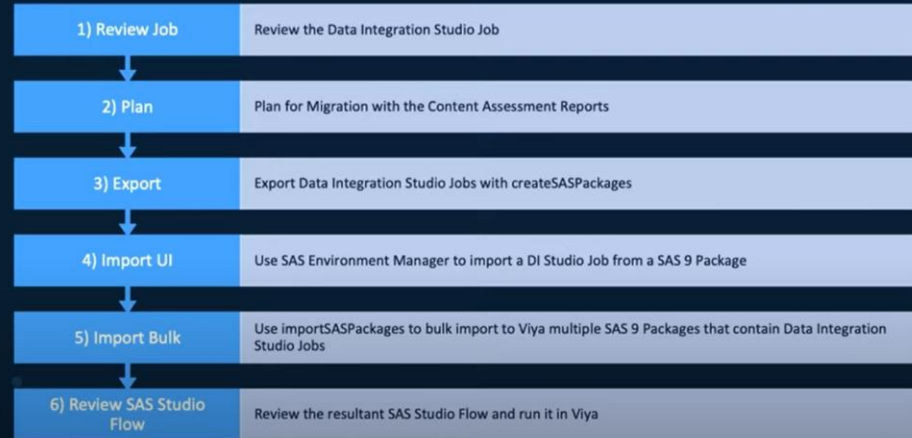 1) Review Job
Review the Data Integration Studio Job
2) Plan
Plan for Migration with the Content Assessment Reports
3) Export
Export Data Integration Studio Jobs with createSASPackages
4) Import UI
Use SAS Environment Manager to import a DI Studio Job from a SAS 9 Package
5) Import Bulk
Use importSASPackages to bulk import to Viya multiple SAS 9 Packages that contain Data Integration
Studio Jobs
6) Review SAS Studio
Flow
Review the resultant SAS Studio Flow and run it in Viya